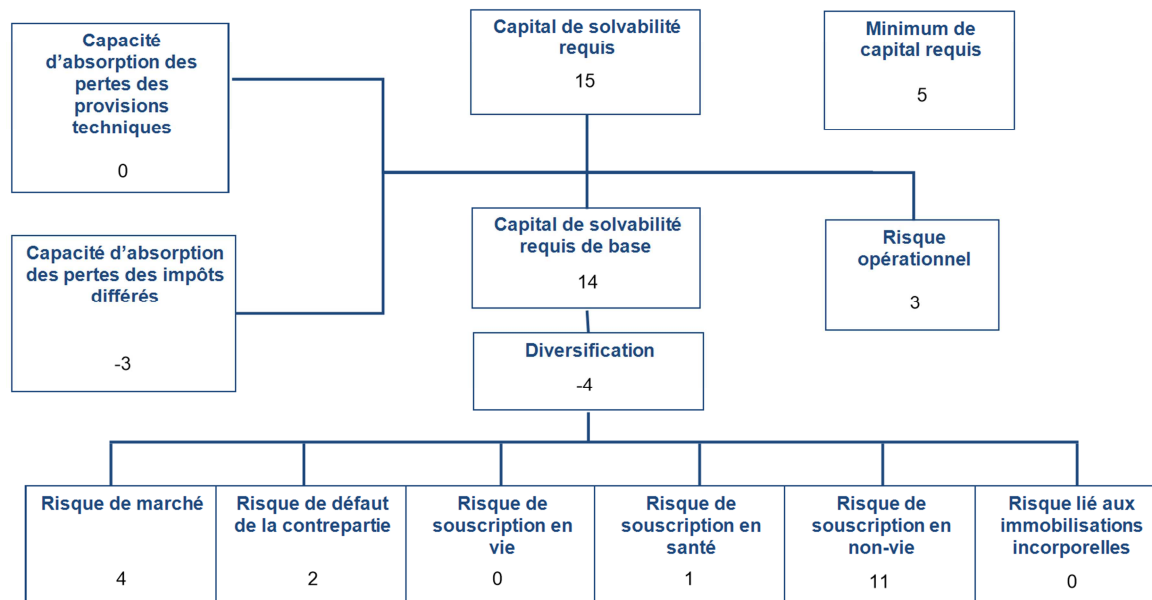 Capacité
d'absorption des
pertes des
provisions
techniques
0
Capital de solvabilité
requis
15
Minimum de
capital requis
5
Capacité d'absorption
des pertes des impôts
différés
-3
Capital de solvabilité
requis de base
14
Risque
opérationnel
3
Diversification
-4
Risque de marché
4
Risque de défaut
de la contrepartie
2
Risque de
souscription en
vie
0
Risque de
souscription en
santé
1
Risque de
souscription en
non-vie
11
Risque lié aux
immobilisations
incorporelles
0